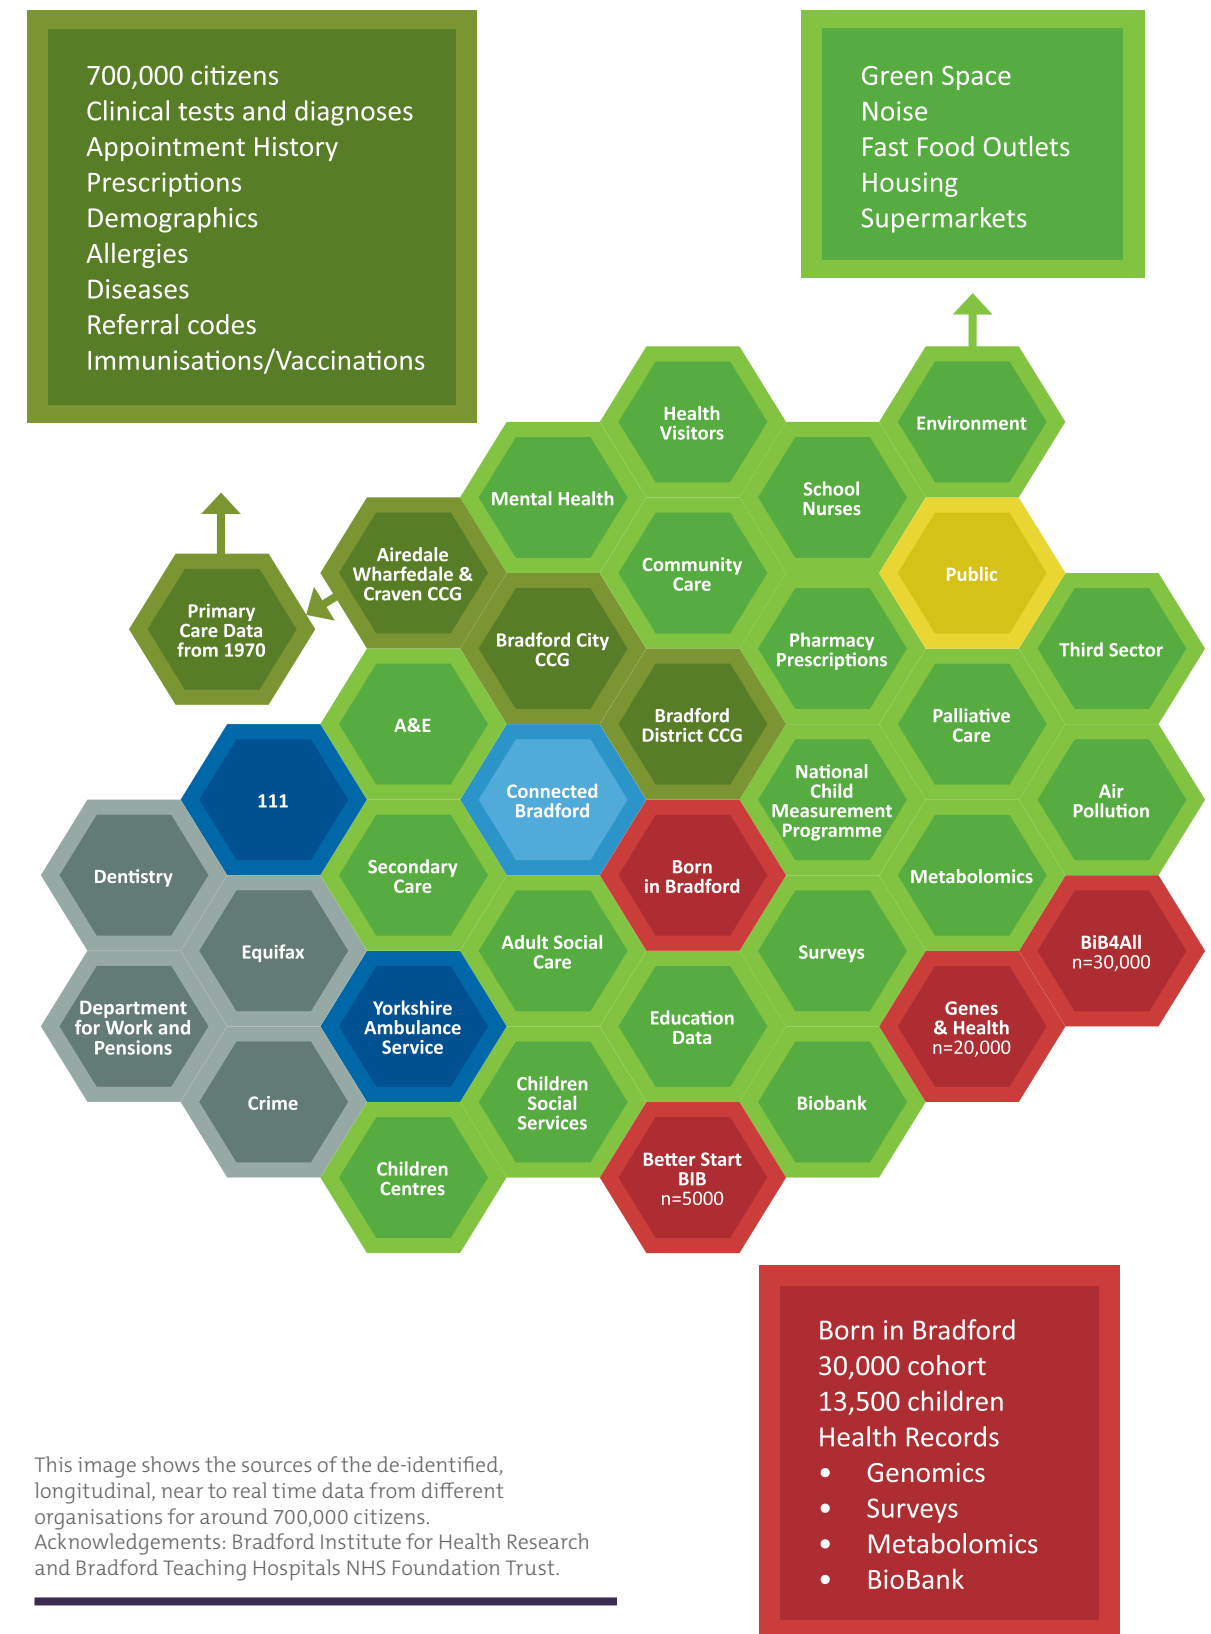 700,000 citizens
Clinical tests and diagnoses
Appointment History
Prescriptions
Demographics
Allergies
Diseases
Referral codes
Immunisations/Vaccinations
Green Space
Noise
Fast Food Outlets
Housing
Supermarkets
Health
Visitors
Environment
Mental Health
School
Nurses
Airedale
Wharfedale &
Craven CCG
Community
Care
Public
Primary
Care Data
from 1970
Bradford City
CCG
Pharmacy
Prescriptions
Third Sector
A&E
Bradford
District CCG
Palliative
Care
111
Connected
Bradford
National
Child
Measurement
Programme
Air
Pollution
Dentistry
Secondary
Care
Born
in Bradford
Metabolomics
Equifax
Adult Social
Care
Surveys
BiB4All
n=30,000
Department
for Work and
Pensions
Yorkshire
Ambulance
Service
Education
Data
Genes
& Health
n=20,000
Crime
Children
Social
Services
Biobank
Children
Centres
Better Start
BIB
n=5000
Born in Bradford
30,000 cohort
13,500 children
Health Records
• Genomics
• Surveys
• Metabolomics
• BioBank
This image shows the sources of the de-identified,
longitudinal, near to real time data from different
organisations for around 700,000 citizens.
Acknowledgements: Bradford Institute for Health Research
and Bradford Teaching Hospitals NHS Foundation Trust.